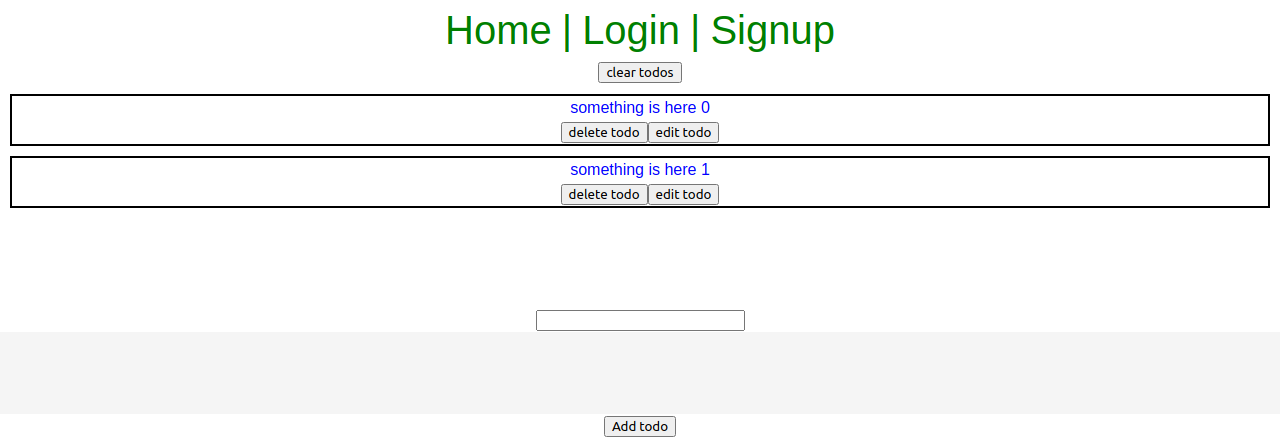 Home | Login | Signup
clear todos
something is here 0
delete todo edit todo
something is here 1
delete todo edit todo
Add todo